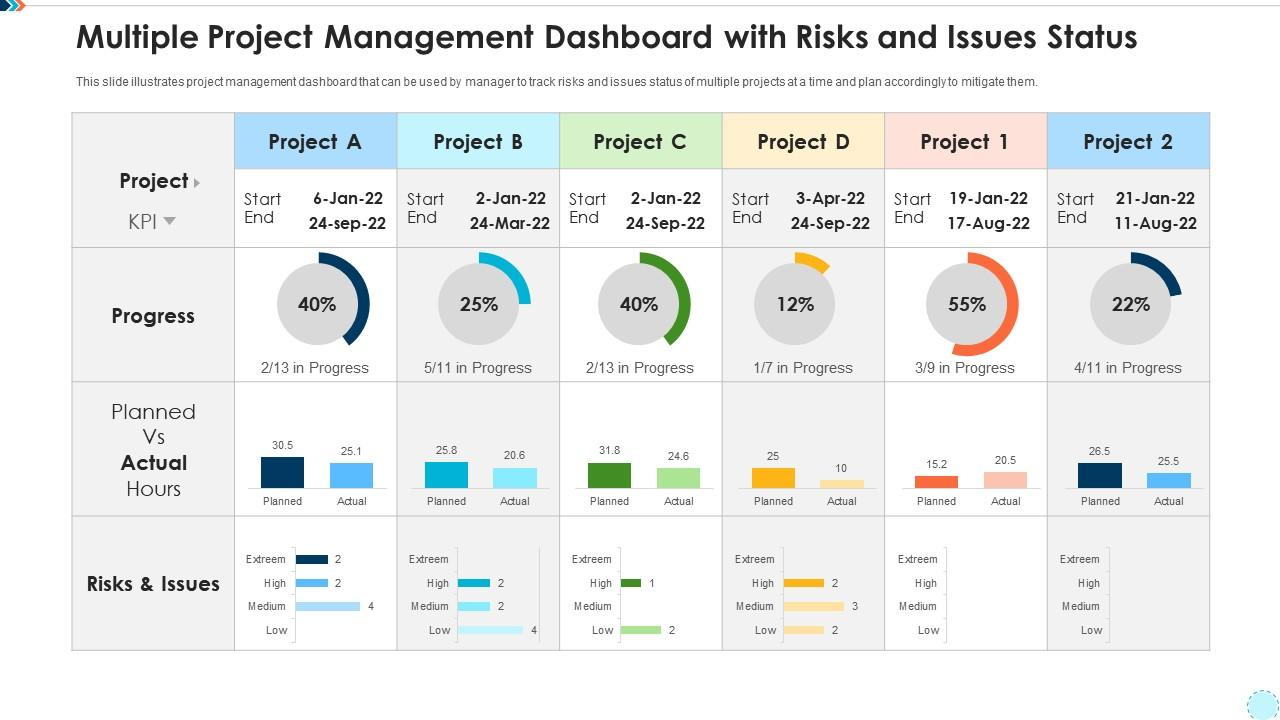 Multiple Project Management Dashboard with Risks and Issues Status
This slide illustrates project management dashboard that can be used by manager to track risks and issues status of multiple projects at a time and plan accordingly to mitigate them.
Project
KPI
Project A
Project B
Project C
Project D
Project 1
Project 2
Start 6-Jan-22
End 24-sep-22
Start 2-Jan-22
End 24-Mar-22
Start 2-Jan-22
End 24-Sep-22
Start 3-Apr-22
End 24-Sep-22
Start 19-Jan-22
End 17-Aug-22
Start 21-Jan-22
End 11-Aug-22
Progress
40%
2/13 in Progress
25%
5/11 in Progress
40%
2/13 in Progress
12%
1/7 in Progress
55%
3/9 in Progress
22%
4/11 in Progress
Planned
Vs
Actual
Hours
30.5 25.1
Planned Actual
25.8 20.6
Planned Actual
31.8 24.6
Planned Actual
25 10
Planned Actual
15.2 20.5
Planned Actual
26.5 25.5
Planned Actual
Risks & Issues
Extreem 2
High 2
Medium 4
Low
Extreem
High 2
Medium 2
Low 4
Extreem
High 1
Medium
Low 2
Extreem
High 2
Medium 3
Low 2
Extreem
High
Medium
Low
Extreem
High
Medium
Low